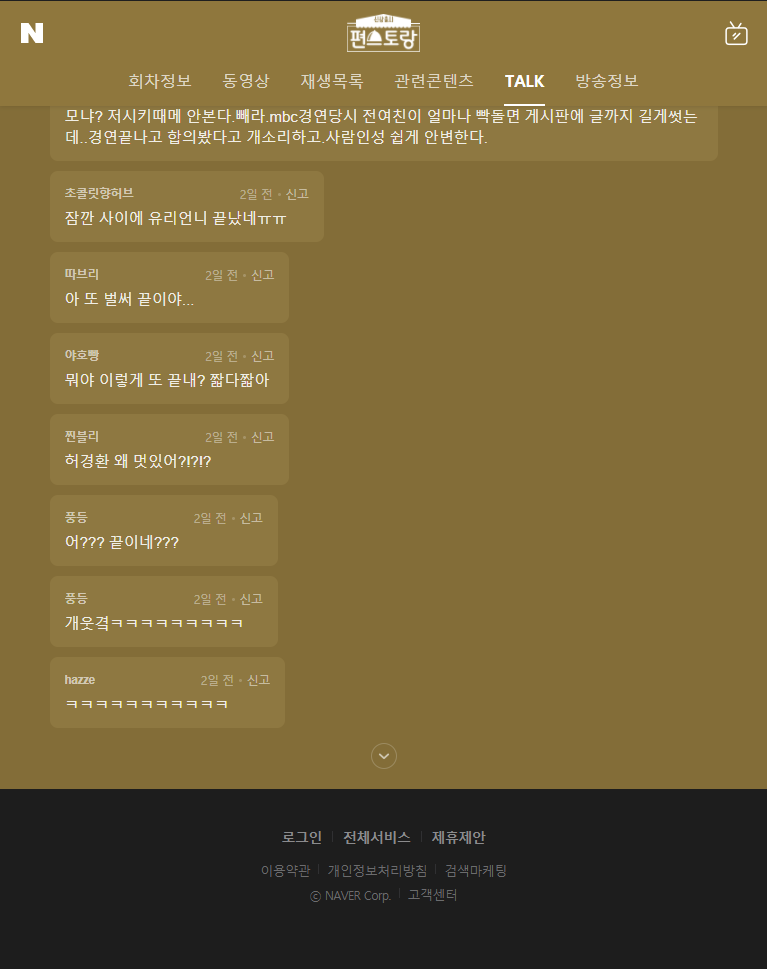 N
신상출시
편스토랑
회차정보 동영상 재생목록 관련콘텐츠 TALK 방송정보
모냐? 저시키때메 안본다.빼라.mbc경연당시 전여친이 얼마나 빡돌면 게시판에 글까지 길게썻는
데..경연끝나고 합의봤다고 개소리하고.사람인성 쉽게 안변한다.
초콜릿향허브 2일 전 • 신고
잠깐 사이에 유리언니 끝났네ㅠㅠ
따브리 2일 전 • 신고
아 또 벌써 끝이야...
야호빵 2일 전 • 신고
뭐야 이렇게 또 끝내? 짧다짧아
찐블리 2일 전 • 신고
허경환 왜 멋있어?!?!?
풍등 2일 전 • 신고
어??? 끝이네???
풍등 2일 전 • 신고
개웃겨ㅋㅋㅋㅋㅋㅋㅋㅋㅋ
hazze 2일 전 • 신고
ㅋㅋㅋㅋㅋㅋㅋㅋㅋㅋㅋ
로그인 전체서비스 제휴제안
이용약관 개인정보처리방침 검색마케팅
ⓒ NAVER Corp. 고객센터